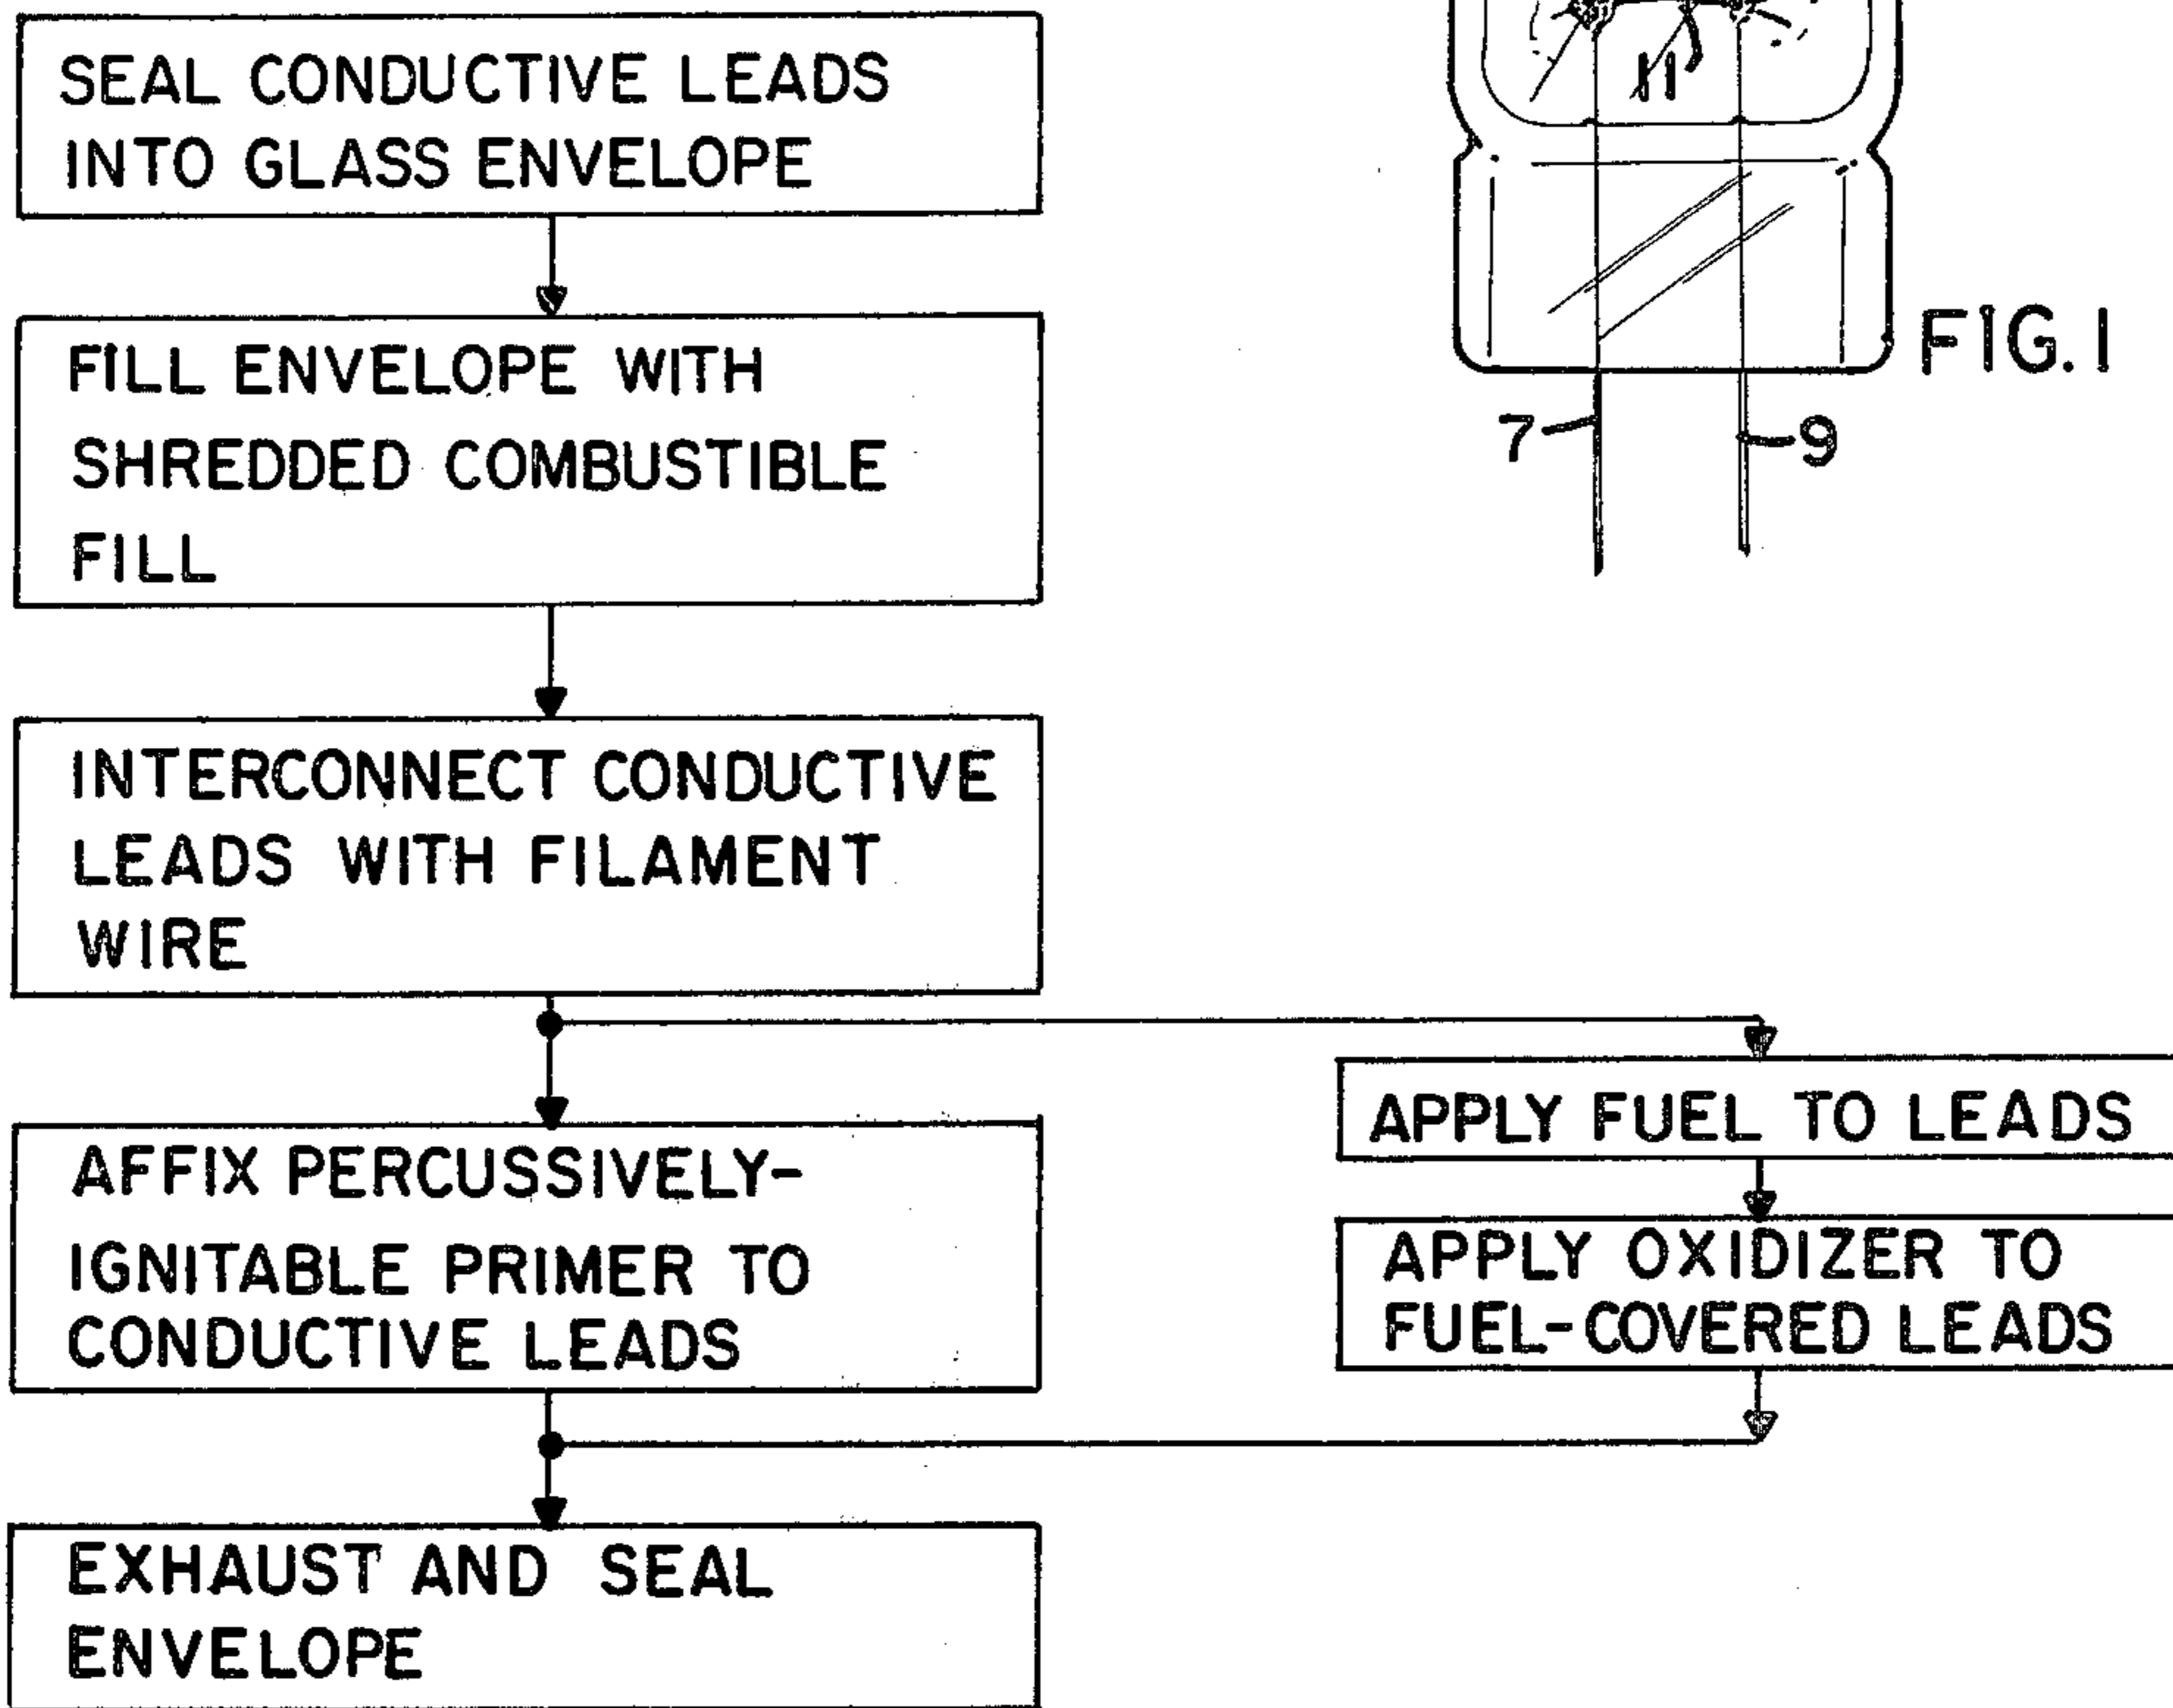 SEAL CONDUCTIVE LEADS
INTO GLASS ENVELOPE
FILL ENVELOPE WITH
SHREDDED COMBUSTIBLE
FILL
INTERCONNECT CONDUCTIVE
LEADS WITH FILAMENT
WIRE
AFFIX PERCUSSIVELY-
IGNITABLE PRIMER TO
CONDUCTIVE LEADS
EXHAUST AND SEAL
ENVELOPE
APPLY FUEL TO LEADS
APPLY OXIDIZER TO
FUEL-COVERED LEADS
11
FIG. 1
7
9